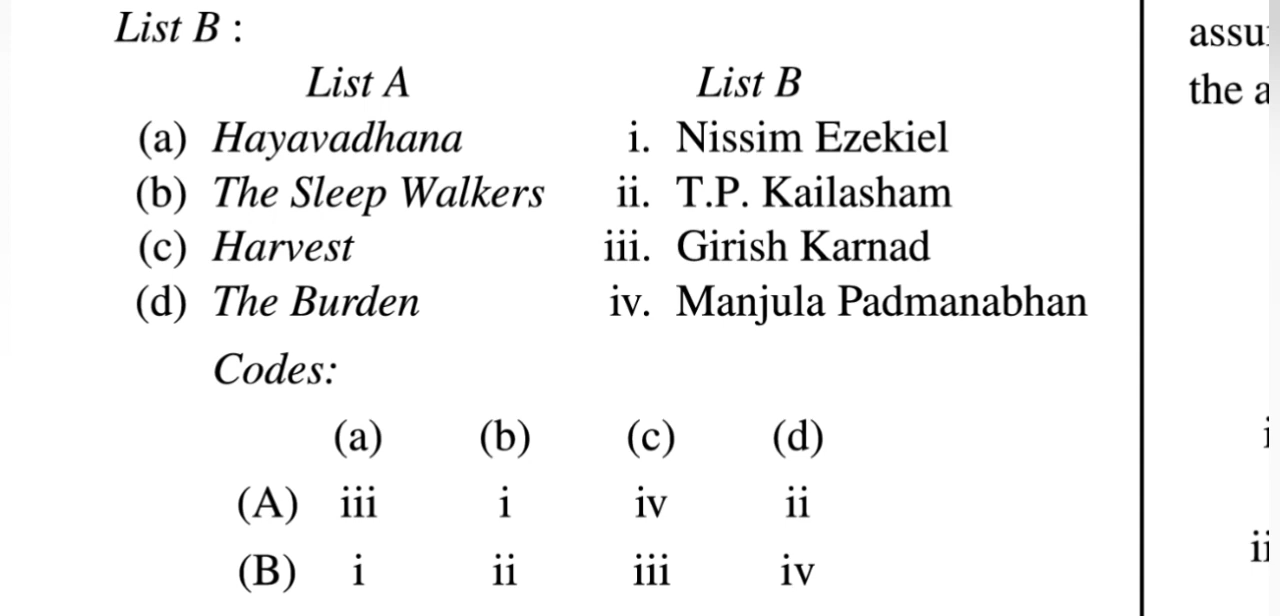 List B :
List A List B
(a) Hayavadhana i. Nissim Ezekiel
(b) The Sleep Walkers ii. T.P. Kailasham
(c) Harvest iii. Girish Karnad
(d) The Burden iv. Manjula Padmanabhan
Codes:
(a) (b) (c) (d)
(A) iii i iv ii
(B) i ii iii iv
the a